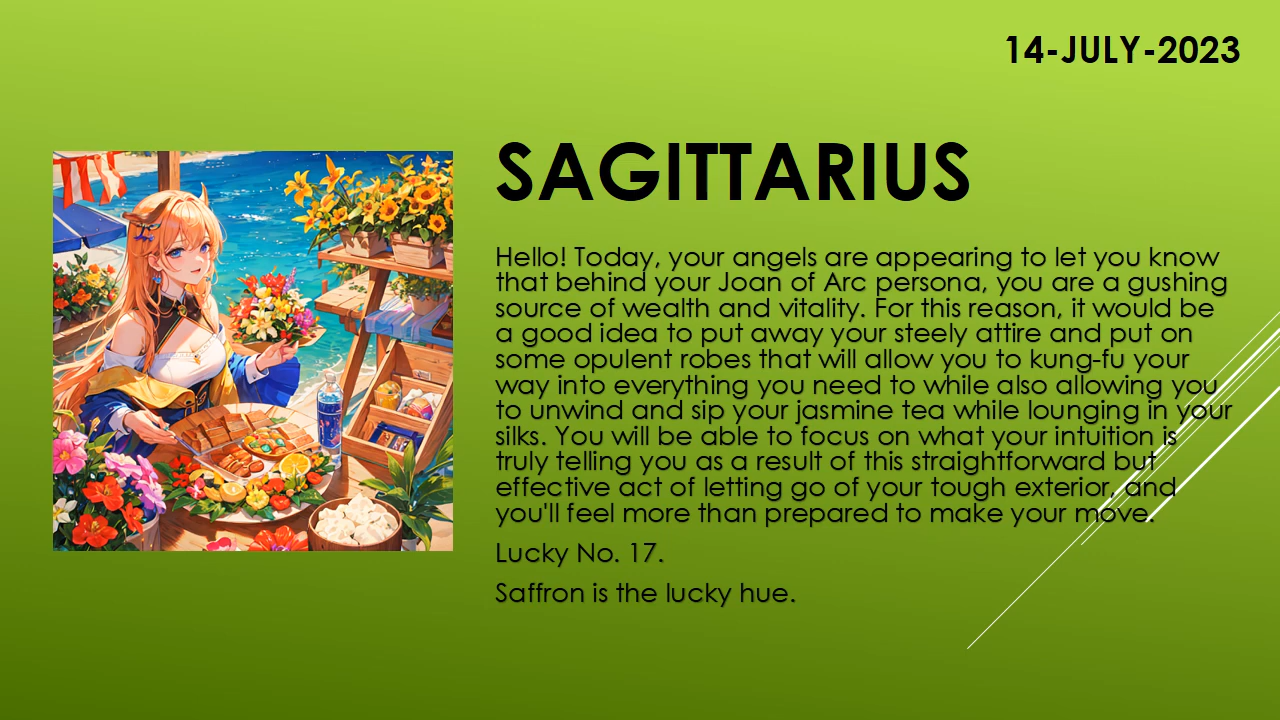 14-JULY-2023
SAGITTARIUS
Hello! Today, your angels are appearing to let you know
that behind your Joan of Arc persona, you are a gushing
source of wealth and vitality. For this reason, it would be
a good idea to put away your steely attire and put on
some opulent robes that will allow you to kung-fu your
way into everything you need to while also allowing you
to unwind and sip your jasmine tea while lounging in your
silks. You will be able to focus on what your intuition is
truly telling you as a result of this straightforward but
effective act of letting go of your tough exterior, and
you'll feel more than prepared to make your move.
Lucky No. 17.
Saffron is the lucky hue.